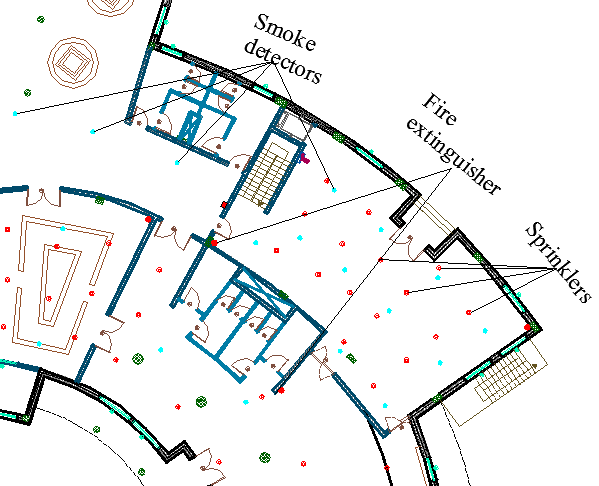 Smoke
detectors
Fire
extinguisher
Sprinklers